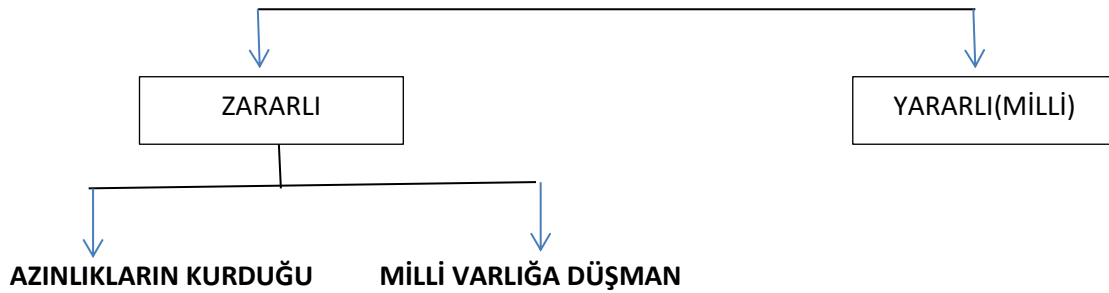 ZARARLI
YARARLI(MİLLİ)
AZINLIKLARIN KURDUĞU
MİLLİ VARLIĞA DÜŞMAN